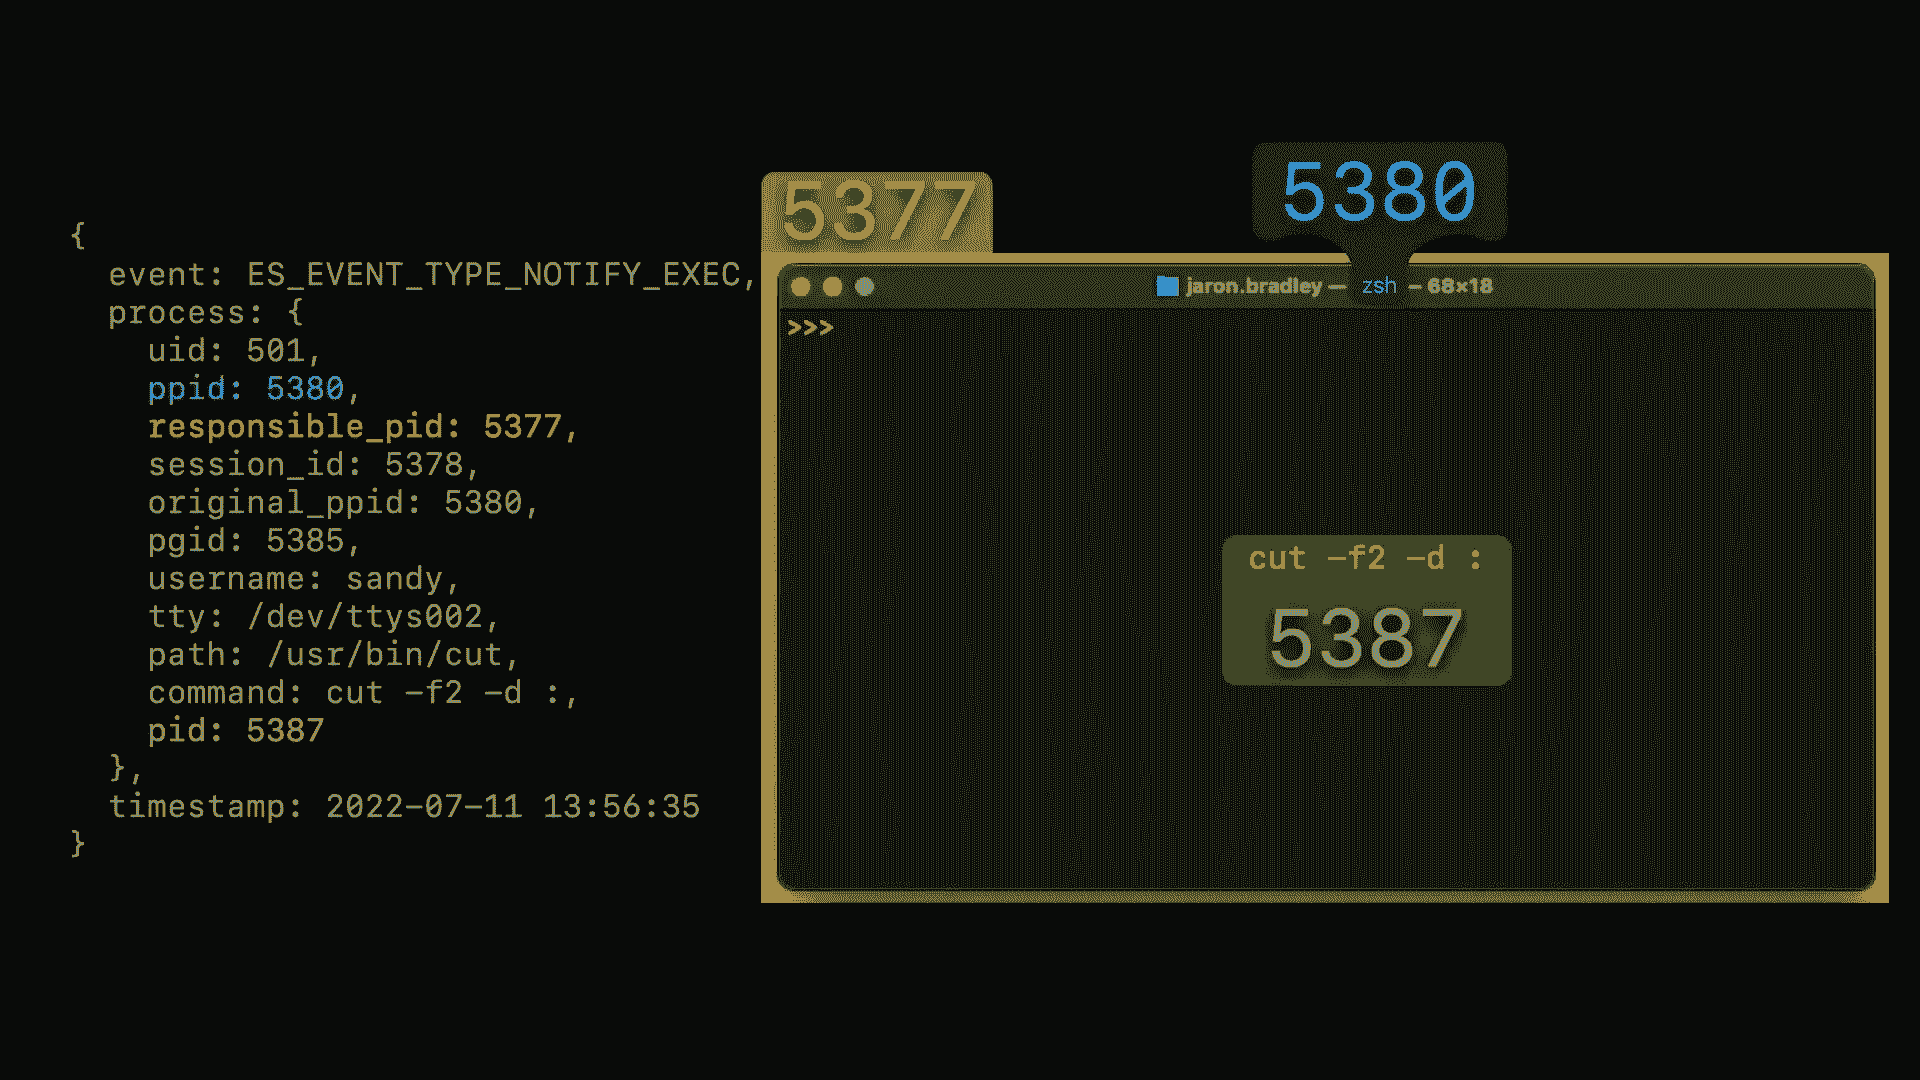 {
event: ES_EVENT_TYPE_NOTIFY_EXEC,
process: {
uid: 501,
ppid: 5380,
responsible_pid: 5377,
session_id: 5378,
original_ppid: 5380,
pgid: 5385,
username: sandy,
tty: /dev/ttys002,
path: /usr/bin/cut,
command: cut -f2 -d :,
pid: 5387
},
timestamp: 2022-07-11 13:56:35
}
5377
5380
jaron.bradley — zsh – 68×18
>>>
cut -f2 -d :
5387